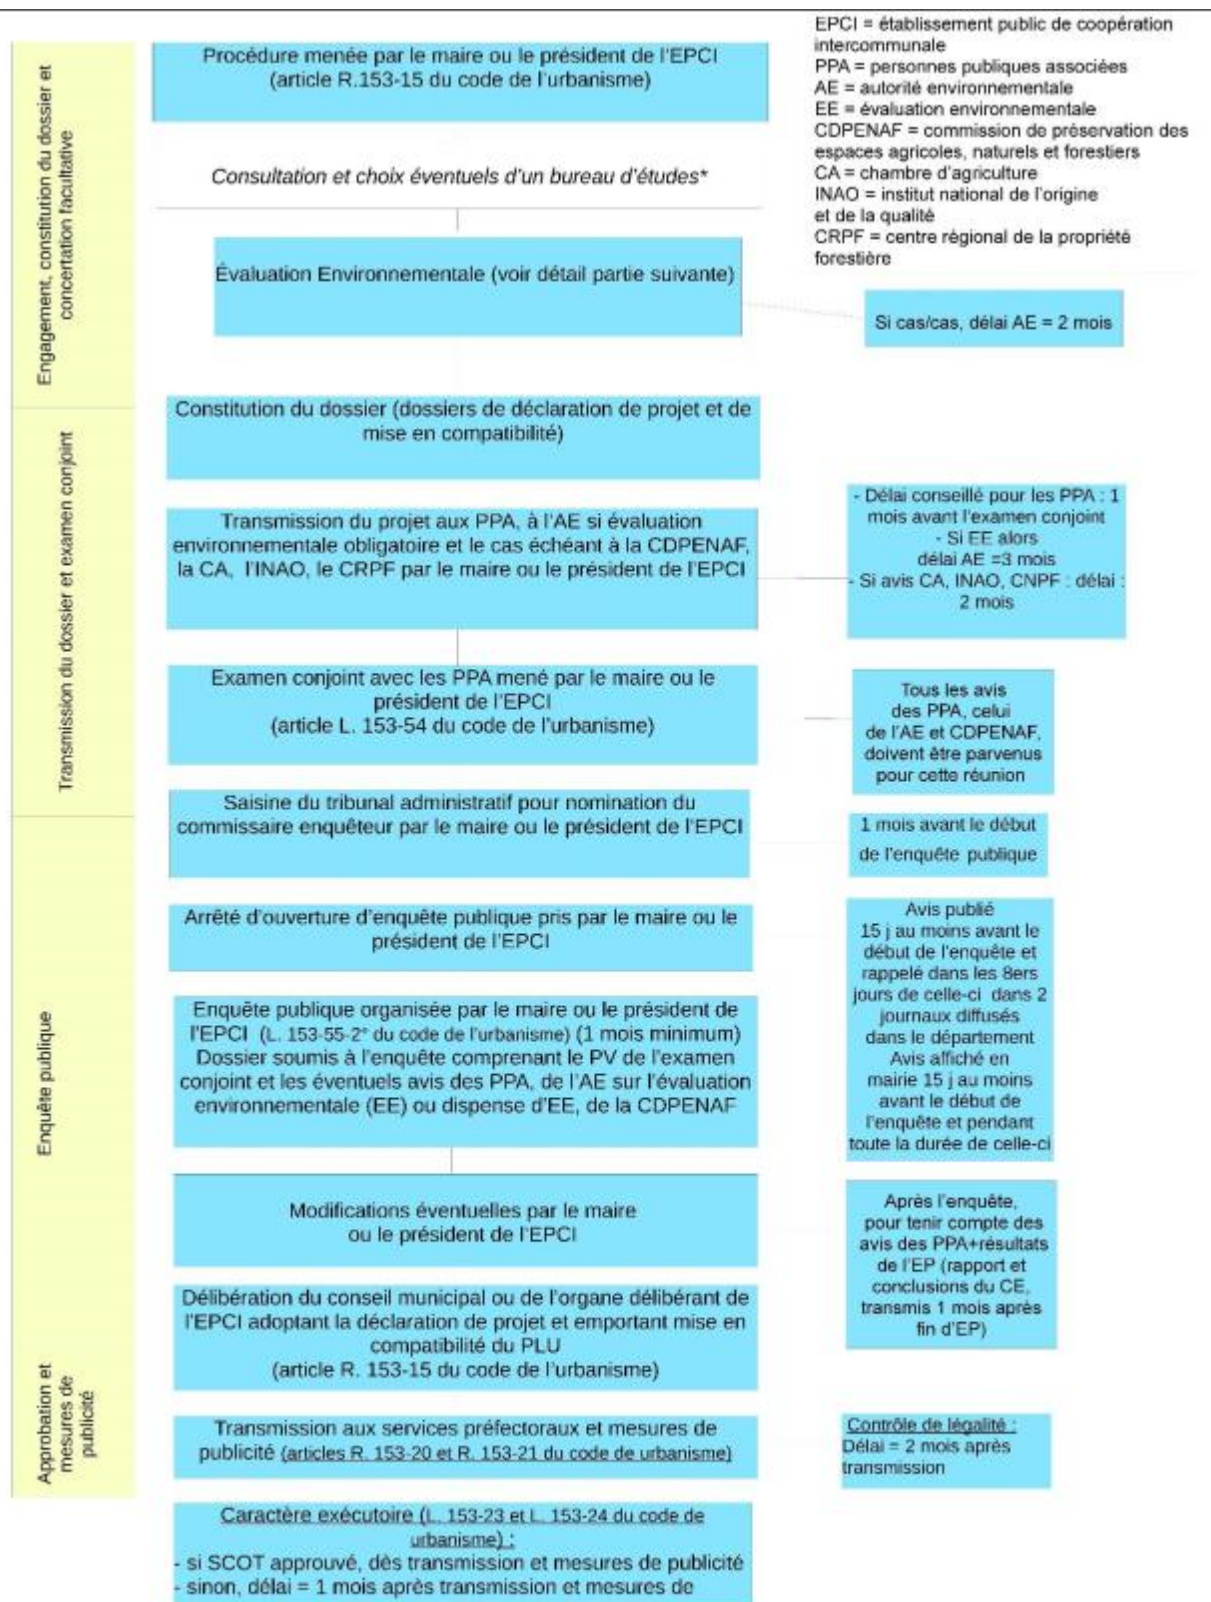 EPCI = établissement public de coopération
intercommunale
PPA = personnes publiques associées
AE = autorité environnementale
EE = évaluation environnementale
CDPENAF = commission de préservation des
espaces agricoles, naturels et forestiers
CA = chambre d'agriculture
INAO = institut national de l'origine
et de la qualité
CRPF = centre régional de la propriété
forestière
Engagement, constitution du dossier et
concertation facultative
Procédure menée par le maire ou le président de l'EPCI
(article R.153-15 du code de l'urbanisme)
Consultation et choix éventuels d'un bureau d'études*
Évaluation Environnementale (voir détail partie suivante)
Si cas/cas, délai AE = 2 mois
Transmission du dossier et examen conjoint
Constitution du dossier (dossiers de déclaration de projet et de
mise en compatibilité)
Transmission du projet aux PPA, à l'AE si évaluation
environnementale obligatoire et le cas échéant à la CDPENAF,
la CA, l'INAO, le CRPF par le maire ou le président de l'EPCI
- Délai conseillé pour les PPA : 1
mois avant l'examen conjoint
- Si EE alors
délai AE =3 mois
- Si avis CA, INAO, CNPF : délai :
2 mois
Examen conjoint avec les PPA mené par le maire ou le
président de l'EPCI
(article L. 153-54 du code de l'urbanisme)
Tous les avis
des PPA, celui
de l'AE et CDPENAF,
doivent être parvenus
pour cette réunion
Enquête publique
Saisine du tribunal administratif pour nomination du
commissaire enquêteur par le maire ou le président de l'EPCI
1 mois avant le début
de l'enquête publique
Arrêté d'ouverture d'enquête publique pris par le maire ou le
président de l'EPCI
Avis publié
15 j au moins avant le
début de l'enquête et
rappelé dans les 8ers
jours de celle-ci dans 2
journaux diffusés
dans le département
Avis affiché en
mairie 15 j au moins
avant le début de
l'enquête et pendant
toute la durée de celle-ci
Enquête publique organisée par le maire ou le président de
l'EPCI (L. 153-55-2° du code de l'urbanisme) (1 mois minimum)
Dossier soumis à l'enquête comprenant le PV de l'examen
conjoint et les éventuels avis des PPA, de l'AE sur l'évaluation
environnementale (EE) ou dispense d'EE, de la CDPENAF
Modifications éventuelles par le maire
ou le président de l'EPCI
Après l'enquête,
pour tenir compte des
avis des PPA+résultats
de l'EP (rapport et
conclusions du CE,
transmis 1 mois après
fin d'EP)
Délibération du conseil municipal ou de l'organe délibérant de
l'EPCI adoptant la déclaration de projet et emportant mise en
compatibilité du PLU
(article R. 153-15 du code de l'urbanisme)
Approbation et
mesures de
publicité
Transmission aux services préfectoraux et mesures de
publicité (articles R. 153-20 et R. 153-21 du code de urbanisme)
Contrôle de légalité :
Délai = 2 mois après
transmission
Caractère exécutoire (L. 153-23 et L. 153-24 du code de
urbanisme) :
- si SCOT approuvé, dès transmission et mesures de publicité
- sinon, délai = 1 mois après transmission et mesures de